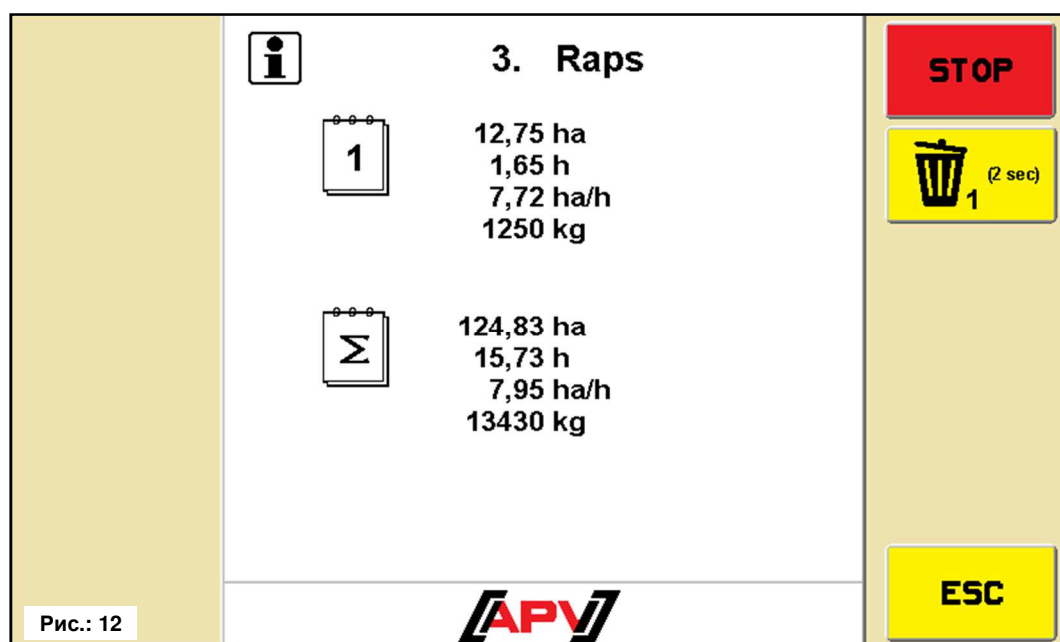 3. Raps
STOP
1
12,75 ha
1,65 h
7,72 ha/h
1250 kg
1 (2 sec)
Σ
124,83 ha
15,73 h
7,95 ha/h
13430 kg
ESC
APV
Рис.: 12